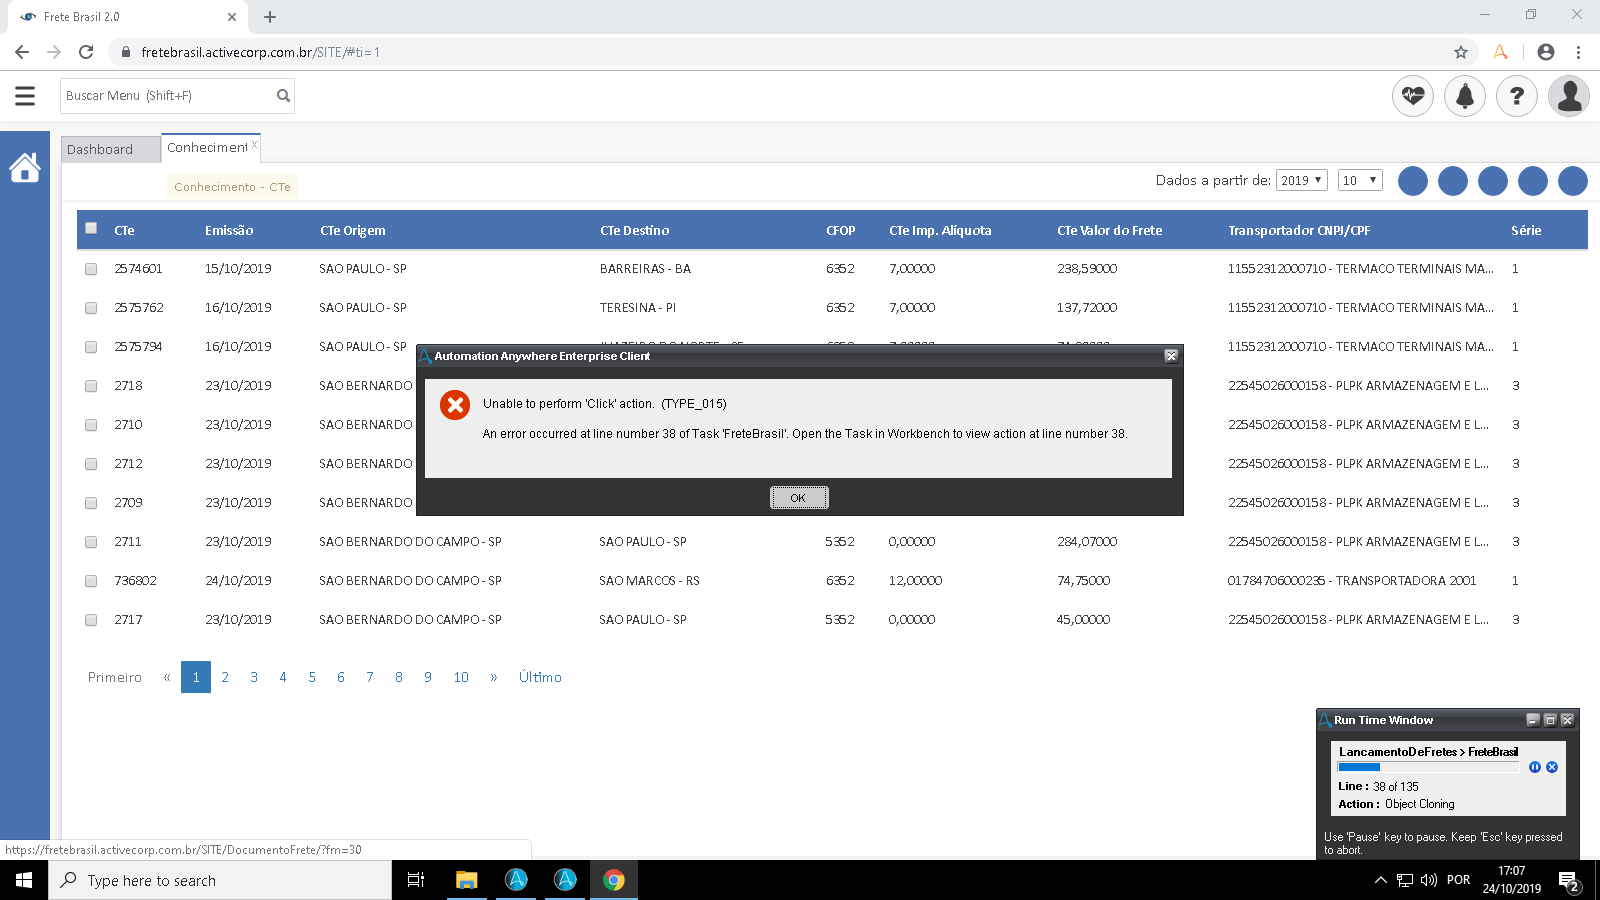 Frete Brasil 2.0
fretebrasil.activecorp.com.br/SITE/#ti=1
Buscar Menu (Shift+F)
Dashboard
Conheciment x
Conhecimento - CTe
Dados a partir de: 2019 10
CTe Emissão CTe Origem CTe Destino CFOP CTe Imp. Alíquota CTe Valor do Frete Transportador CNPJ/CPF Série
2574601 15/10/2019 SAO PAULO - SP BARREIRAS - BA 6352 7,00000 238,59000 11552312000710 - TERMACO TERMINAIS MA... 1
2575762 16/10/2019 SAO PAULO - SP TERESINA - PI 6352 7,00000 137,72000 11552312000710 - TERMACO TERMINAIS MA... 1
2575794 16/10/2019 SAO PAULO - SP 11552312000710 - TERMACO TERMINAIS MA... 1
2718 23/10/2019 SAO BERNARDO 22545026000158 - PLPK ARMAZENAGEM E L... 3
2710 23/10/2019 SAO BERNARDO 22545026000158 - PLPK ARMAZENAGEM E L... 3
2712 23/10/2019 SAO BERNARDO 22545026000158 - PLPK ARMAZENAGEM E L... 3
2709 23/10/2019 SAO BERNARDO 22545026000158 - PLPK ARMAZENAGEM E L... 3
2711 23/10/2019 SAO BERNARDO DO CAMPO - SP SAO PAULO - SP 5352 0,00000 284,07000 22545026000158 - PLPK ARMAZENAGEM E L... 3
736802 24/10/2019 SAO BERNARDO DO CAMPO - SP SAO MARCOS - RS 6352 12,00000 74,75000 01784706000235 - TRANSPORTADORA 2001 1
2717 23/10/2019 SAO BERNARDO DO CAMPO - SP SAO PAULO - SP 5352 0,00000 45,00000 22545026000158 - PLPK ARMAZENAGEM E L... 3
Automation Anywhere Enterprise Client
Unable to perform 'Click' action. (TYPE_015)
An error occurred at line number 38 of Task 'FreteBrasil'. Open the Task in Workbench to view action at line number 38.
OK
Primeiro « 1 2 3 4 5 6 7 8 9 10 » Último
Run Time Window
LancamentoDeFretes > FreteBrasil
Line : 38 of 135
Action : Object Cloning
Use 'Pause' key to pause. Keep 'Esc' key pressed
to abort.
https://fretebrasil.activecorp.com.br/SITE/DocumentoFrete/?fm=30
Type here to search
POR
17:07
24/10/2019
2